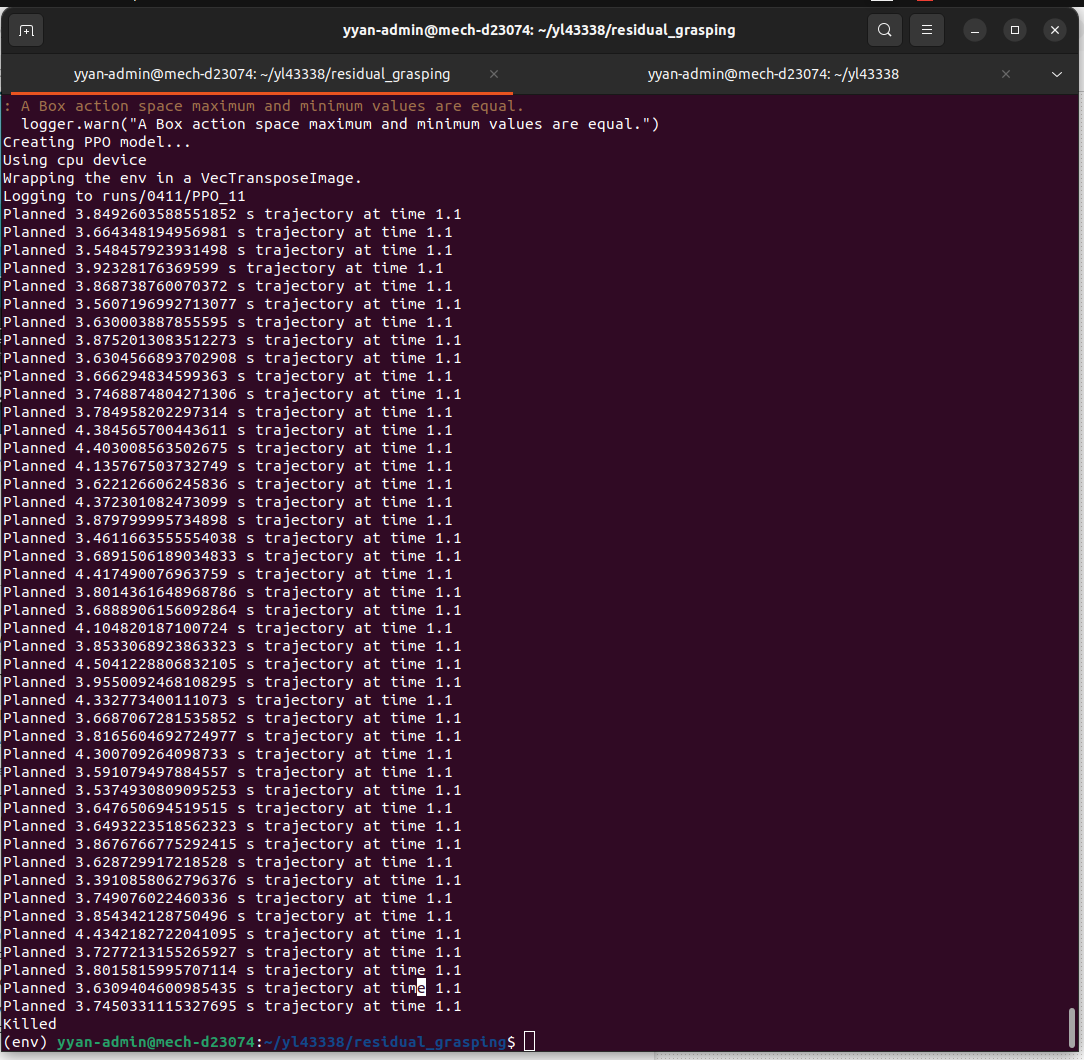 yyan-admin@mech-d23074: ~/yl43338/residual_grasping
yyan-admin@mech-d23074: ~/yl43338/residual_grasping
yyan-admin@mech-d23074: ~/yl43338
: A Box action space maximum and minimum values are equal.
logger.warn("A Box action space maximum and minimum values are equal.")
Creating PPO model...
Using cpu device
Wrapping the env in a VecTransposeImage.
Logging to runs/0411/PPO_11
Planned 3.8492603588551852 s trajectory at time 1.1
Planned 3.664348194956981 s trajectory at time 1.1
Planned 3.548457923931498 s trajectory at time 1.1
Planned 3.92328176369599 s trajectory at time 1.1
Planned 3.868738760070372 s trajectory at time 1.1
Planned 3.5607196992713077 s trajectory at time 1.1
Planned 3.630003887855595 s trajectory at time 1.1
Planned 3.8752013083512273 s trajectory at time 1.1
Planned 3.6304566893702908 s trajectory at time 1.1
Planned 3.666294834599363 s trajectory at time 1.1
Planned 3.7468874804271306 s trajectory at time 1.1
Planned 3.784958202297314 s trajectory at time 1.1
Planned 4.384565700443611 s trajectory at time 1.1
Planned 4.403008563502675 s trajectory at time 1.1
Planned 4.135767503732749 s trajectory at time 1.1
Planned 3.622126606245836 s trajectory at time 1.1
Planned 4.372301082473099 s trajectory at time 1.1
Planned 3.879799995734898 s trajectory at time 1.1
Planned 3.4611663555554038 s trajectory at time 1.1
Planned 3.6891506189034833 s trajectory at time 1.1
Planned 4.417490076963759 s trajectory at time 1.1
Planned 3.8014361648968786 s trajectory at time 1.1
Planned 3.6888906156092864 s trajectory at time 1.1
Planned 4.104820187100724 s trajectory at time 1.1
Planned 3.8533068923863323 s trajectory at time 1.1
Planned 4.5041228806832105 s trajectory at time 1.1
Planned 3.9550092468108295 s trajectory at time 1.1
Planned 4.332773400111073 s trajectory at time 1.1
Planned 3.6687067281535852 s trajectory at time 1.1
Planned 3.8165604692724977 s trajectory at time 1.1
Planned 4.300709264098733 s trajectory at time 1.1
Planned 3.591079497884557 s trajectory at time 1.1
Planned 3.5374930809095253 s trajectory at time 1.1
Planned 3.647650694519515 s trajectory at time 1.1
Planned 3.6493223518562323 s trajectory at time 1.1
Planned 3.8676766775292415 s trajectory at time 1.1
Planned 3.628729917218528 s trajectory at time 1.1
Planned 3.3910858062796376 s trajectory at time 1.1
Planned 3.749076022460336 s trajectory at time 1.1
Planned 3.854342128750496 s trajectory at time 1.1
Planned 4.4342182722041095 s trajectory at time 1.1
Planned 3.7277213155265927 s trajectory at time 1.1
Planned 3.8015815995707114 s trajectory at time 1.1
Planned 3.6309404600985435 s trajectory at time 1.1
Planned 3.7450331115327695 s trajectory at time 1.1
Killed
(env) yyan-admin@mech-d23074:~/yl43338/residual_grasping$